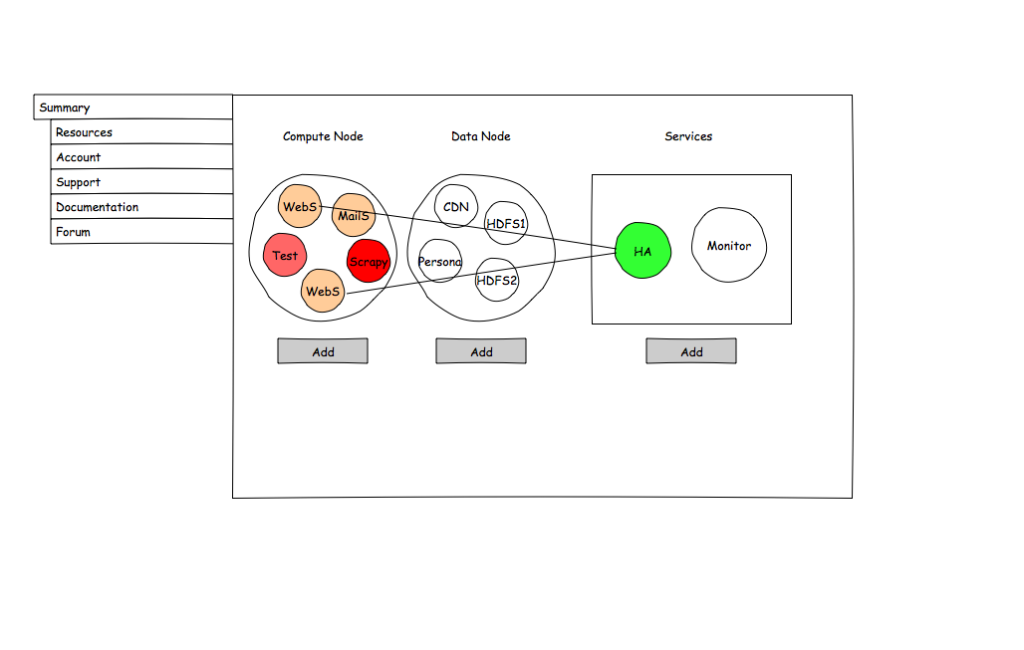 Summary
Resources
Account
Support
Documentation
Forum
Compute Node
Data Node
Services
WebS
MailS
Test
Scrapy
WebS
CDN
HDFS1
Persona
HDFS2
HA
Monitor
Add
Add
Add